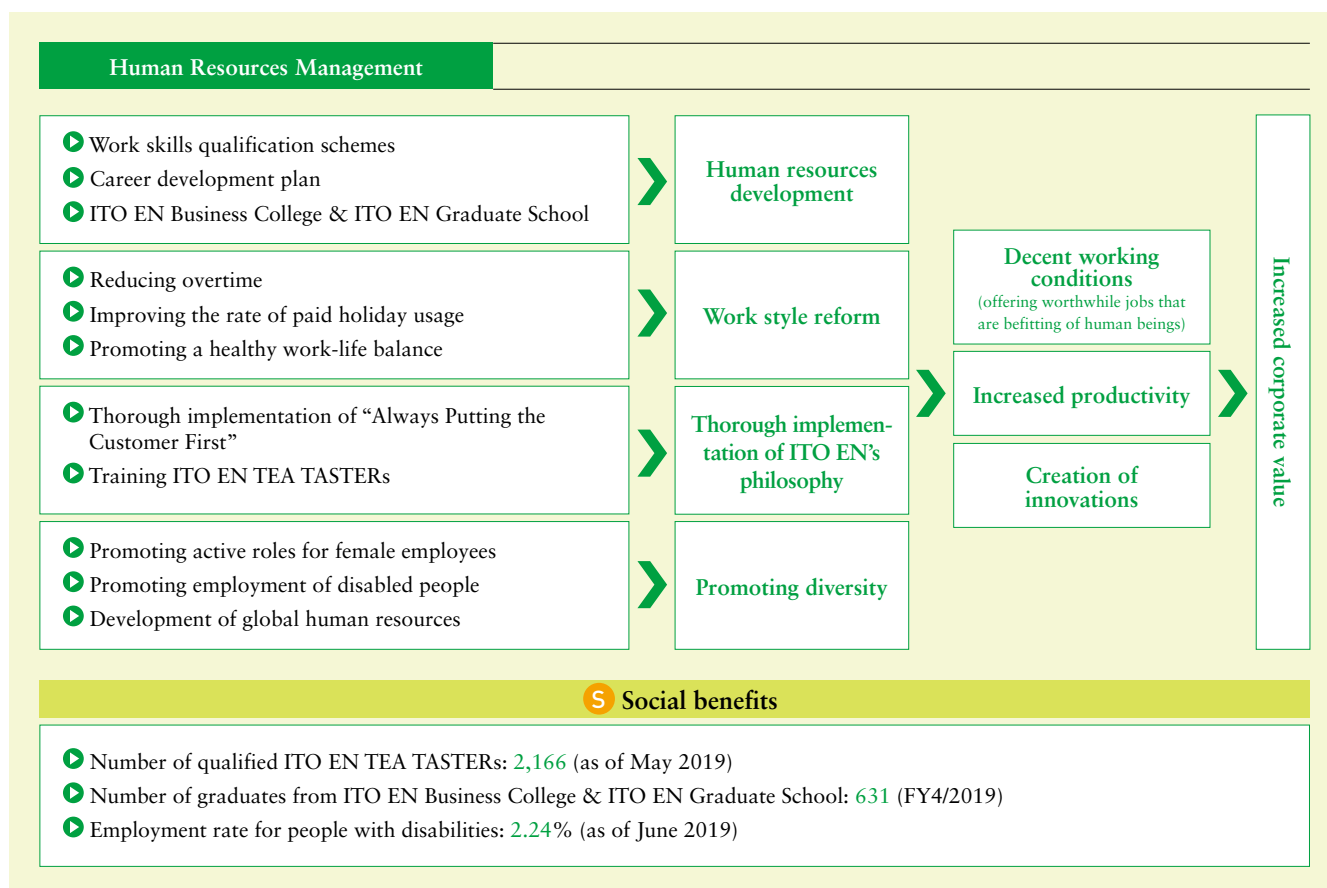 Human Resources Management
Work skills qualification schemes
Career development plan
ITO EN Business College & ITO EN Graduate School
Human resources
development
Reducing overtime
Improving the rate of paid holiday usage
Promoting a healthy work-life balance
Work style reform
Thorough implementation of “Always Putting the
Customer First”
Training ITO EN TEA TASTERs
Thorough implemen-
tation of ITO EN’s
philosophy
Promoting active roles for female employees
Promoting employment of disabled people
Development of global human resources
Promoting diversity
Decent working
conditions
(offering worthwhile jobs that
are befitting of human beings)
Increased productivity
Creation of
innovations
Increased corporate value
S Social benefits
Number of qualified ITO EN TEA TASTERs: 2,166 (as of May 2019)
Number of graduates from ITO EN Business College & ITO EN Graduate School: 631 (FY4/2019)
Employment rate for people with disabilities: 2.24% (as of June 2019)